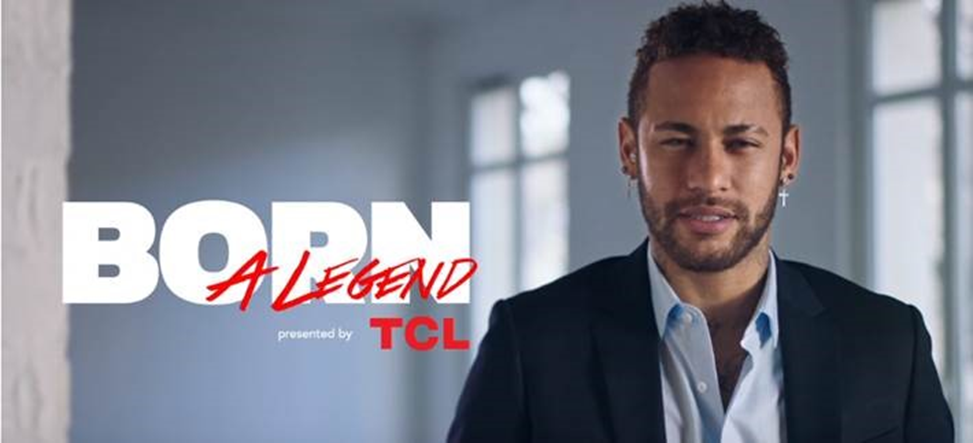 BORN
A LEGEND
presented by TCL